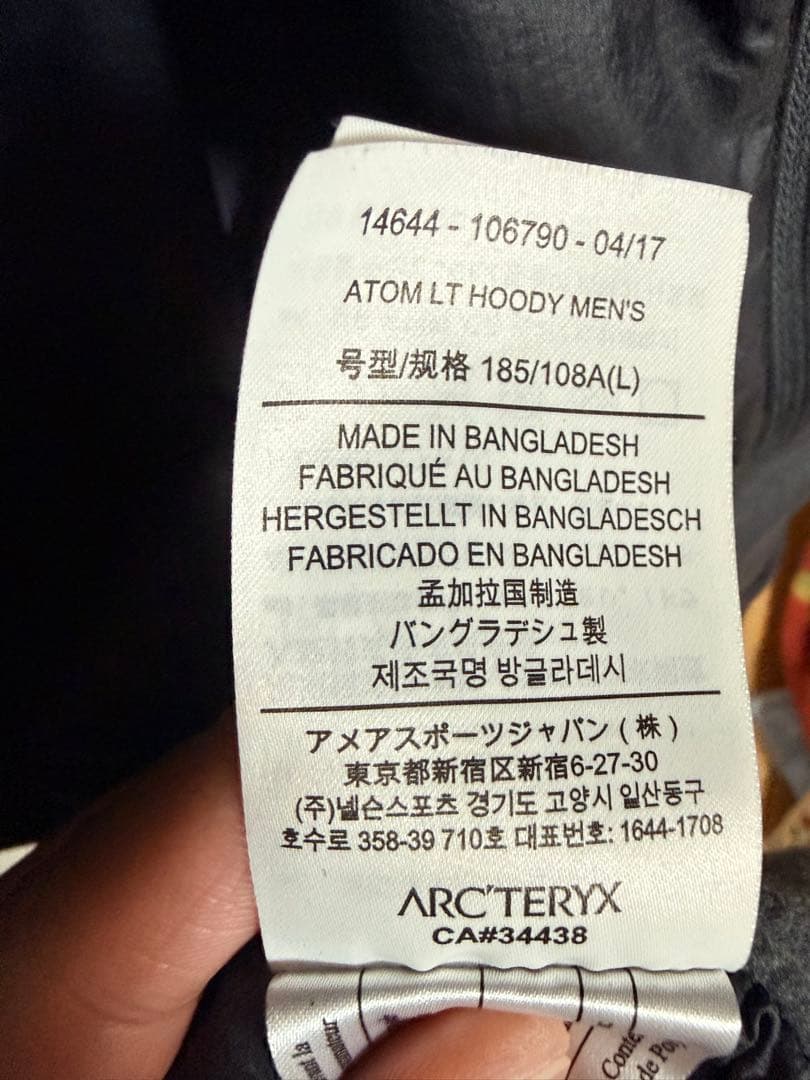 14644 - 106790 - 04/17
ATOM LT HOODY MEN'S
号型/规格 185/108A(L)
MADE IN BANGLADESH
FABRIQUÉ AU BANGLADESH
HERGESTELLT IN BANGLADESCH
FABRICADO EN BANGLADESH
孟加拉国制造
バングラデシュ製
제조국명 방글라데시
アメアスポーツジャパン(株)
東京都新宿区新宿6-27-30
(주)넬슨스포츠 경기도 고양시 일산동구
호수로 358-39 710호 대표번호: 1644-1708
ARC'TERYX
CA#34438